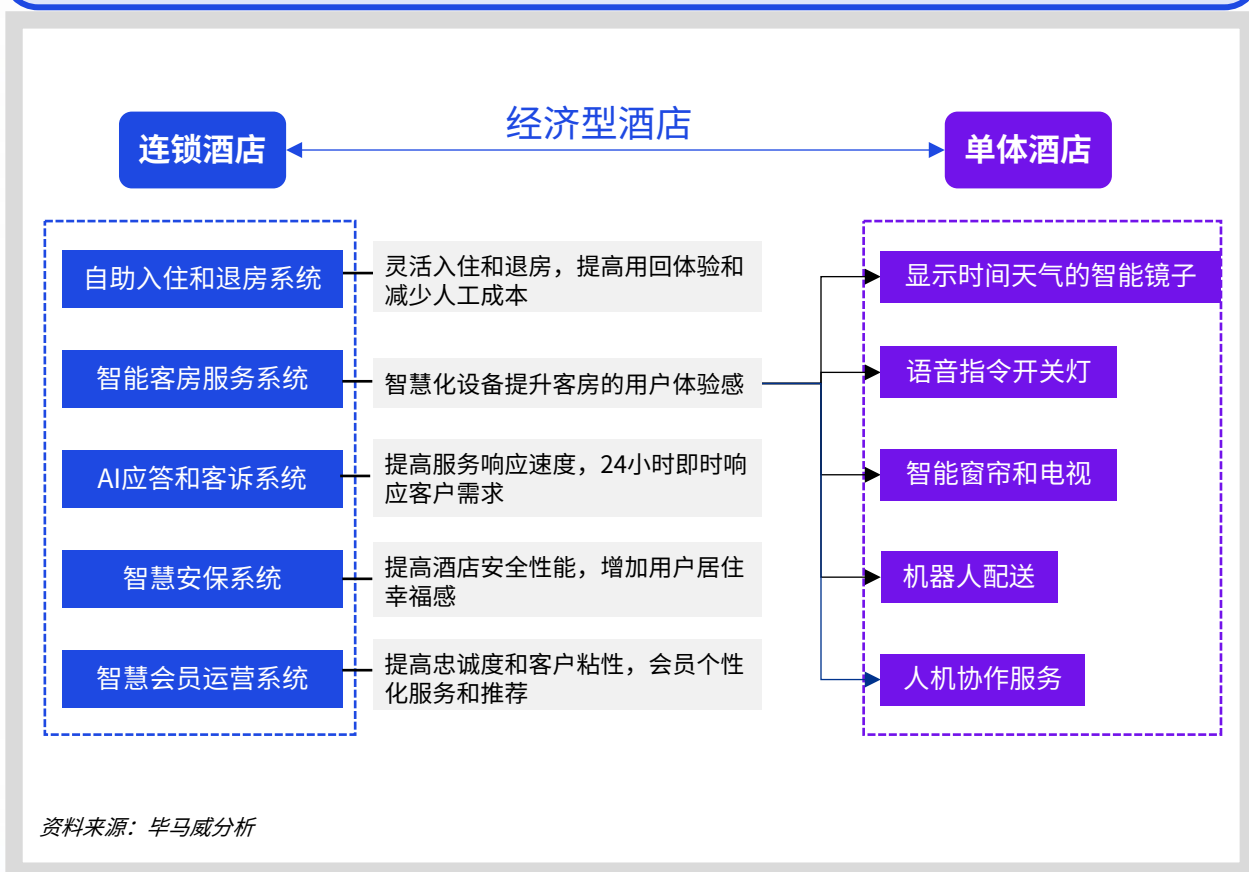 经济型酒店
连锁酒店
单体酒店
自助入住和退房系统
灵活入住和退房，提高用回体验和
减少人工成本
显示时间天气的智能镜子
智能客房服务系统
智慧化设备提升客房的用户体验感
语音指令开关灯
AI应答和客诉系统
提高服务响应速度，24小时即时响
应客户需求
智能窗帘和电视
智慧安保系统
提高酒店安全性能，增加用户居住
幸福感
机器人配送
智慧会员运营系统
提高忠诚度和客户粘性，会员个性
化服务和推荐
人机协作服务
资料来源：毕马威分析